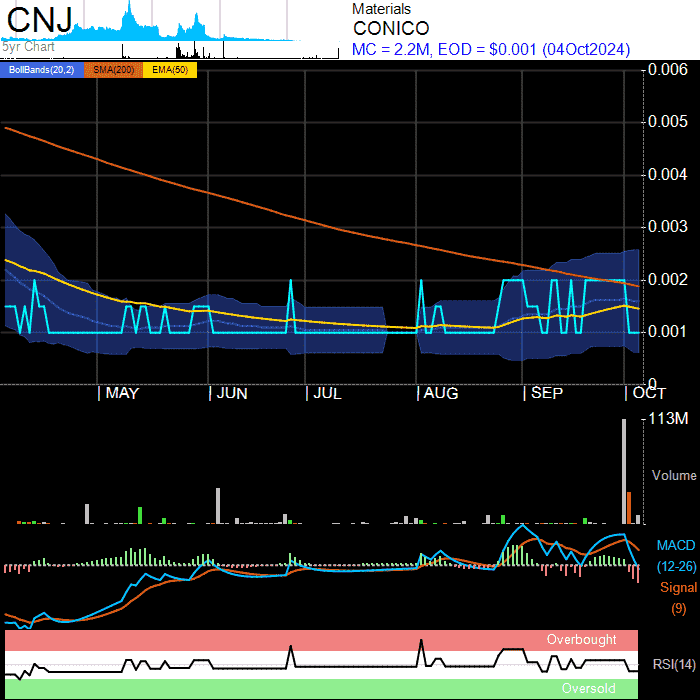 CNJ
5yr Chart
Materials
CONICO
MC = 2.2M, EOD = $0.001 (04Oct2024)
BollBands(20,2) SMA(200) EMA(50)
0.006
0.005
0.004
0.003
0.002
0.001
0
MAY JUN JUL AUG SEP OCT
113M
Volume
MACD
(12-26)
Signal
(9)
Overbought
RSI(14)
Oversold